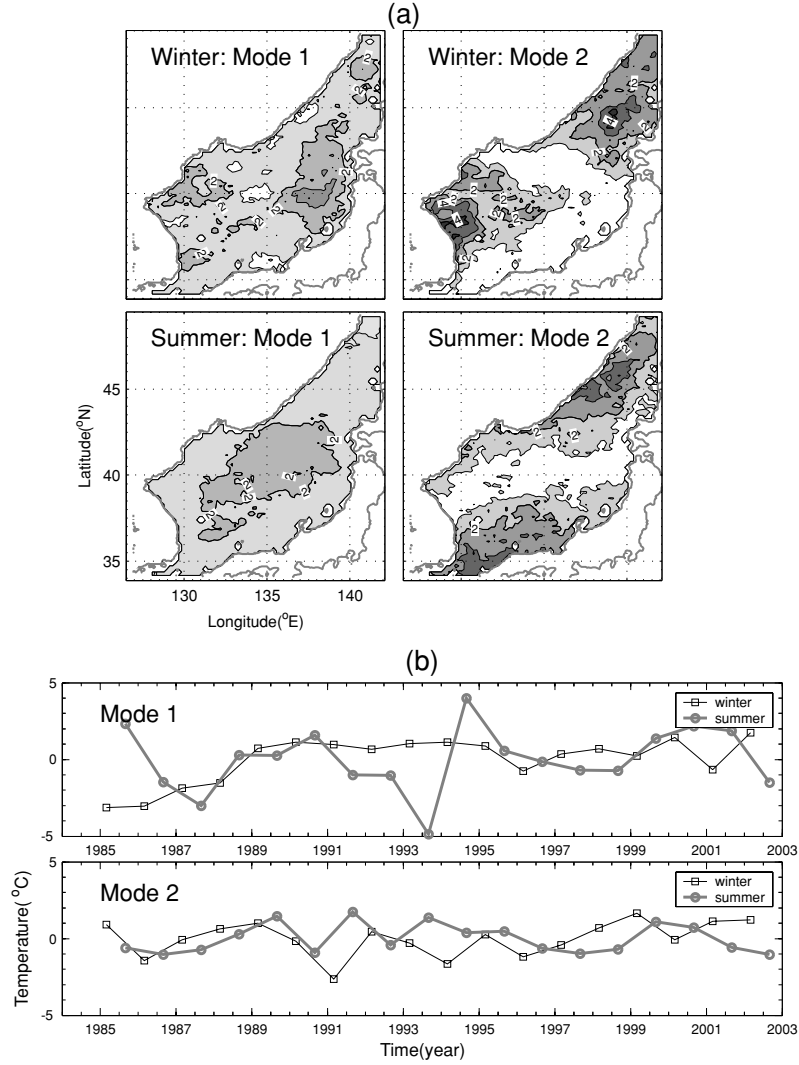 (a)
Winter: Mode 1
Winter: Mode 2
Summer: Mode 1
Summer: Mode 2
45
40
35
Latitude(°N)
130 135 140
Longitude(°E)
(b)
Mode 1
winter
summer
5
0
-5
1985 1987 1989 1991 1993 1995 1997 1999 2001 2003
Mode 2
winter
summer
5
0
-5
1985 1987 1989 1991 1993 1995 1997 1999 2001 2003
Temperature( °C)
Time(year)